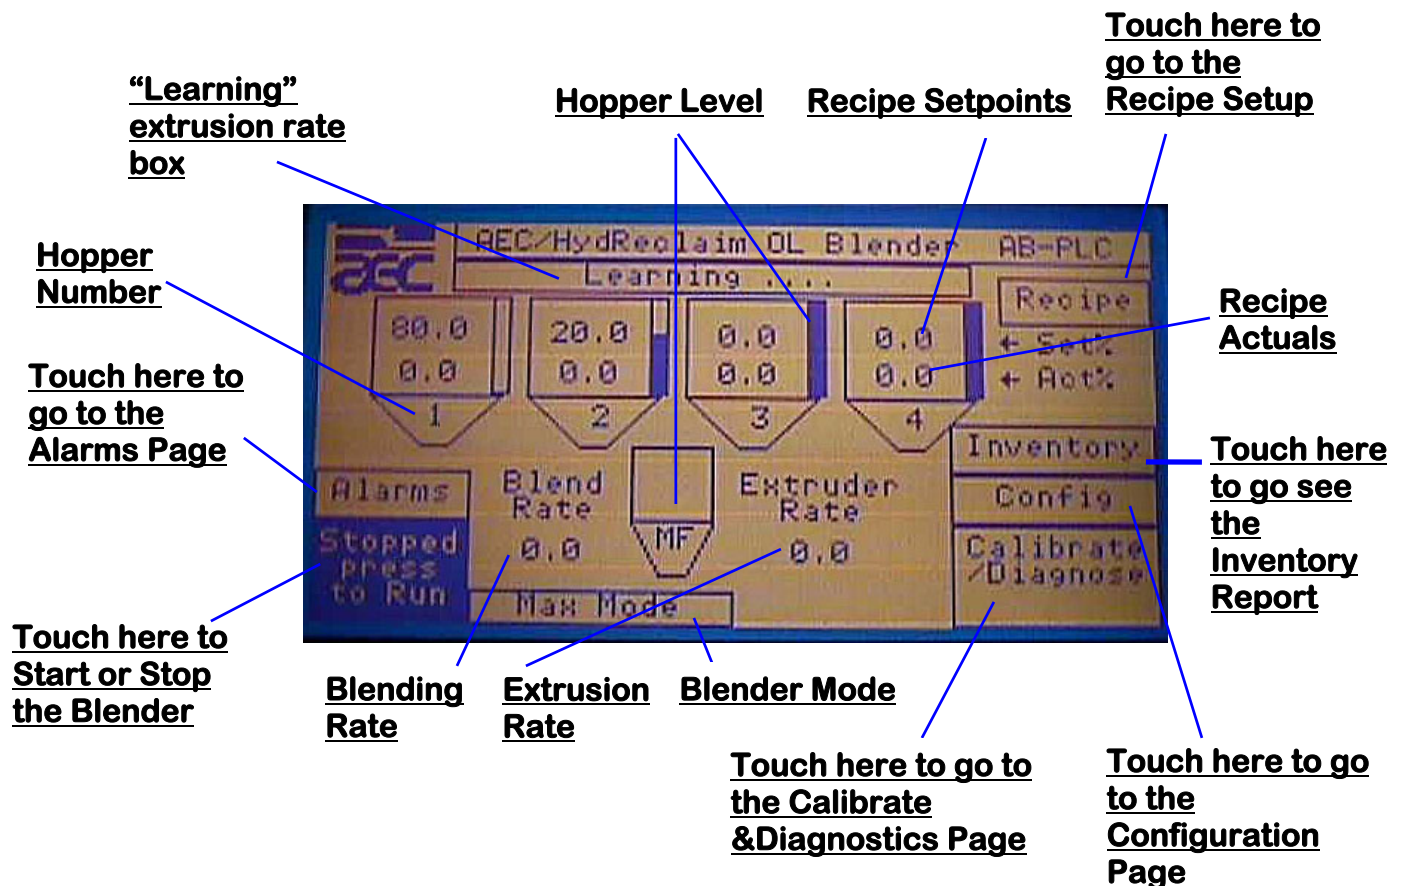 Touch here to
go to the
Recipe Setup
“Learning”
extrusion rate
box
Hopper Level
Recipe Setpoints
Hopper
Number
Recipe
Actuals
Touch here to
go to the
Alarms Page
Touch here
to go see
the
Inventory
Report
Touch here to
Start or Stop
the Blender
AEC
AEC/HydReclaim OL Blender AB-PLC
Learning ....
Recipe
80.0 20.0 0.0 0.0
← Set%
0.0 0.0 0.0 0.0
← Act%
1 2 3 4
Inventory
Alarms
Blend
Rate
0.0
MF
Extruder
Rate
0.0
Config
Stopped
press
to Run
Calibrate
/Diagnose
Max Mode
Blending
Rate
Extrusion
Rate
Blender Mode
Touch here to go to
the Calibrate
&Diagnostics Page
Touch here to go
to the
Configuration
Page